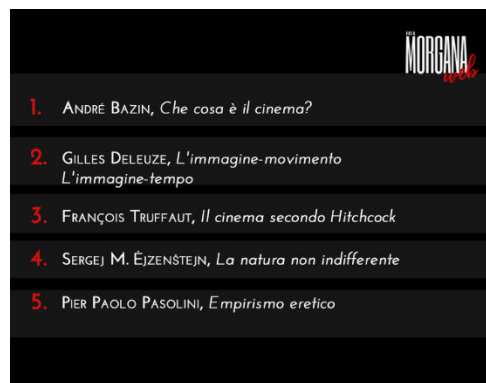 FATA
MORGANA
web
1. ANDRÉ BAZIN, Che cosa è il cinema?
2. GILLES DELEUZE, L'immagine-movimento
L'immagine-tempo
3. FRANÇOIS TRUFFAUT, Il cinema secondo Hitchcock
4. SERGEJ M. ĖJZENŠTEJN, La natura non indifferente
5. PIER PAOLO PASOLINI, Empirismo eretico